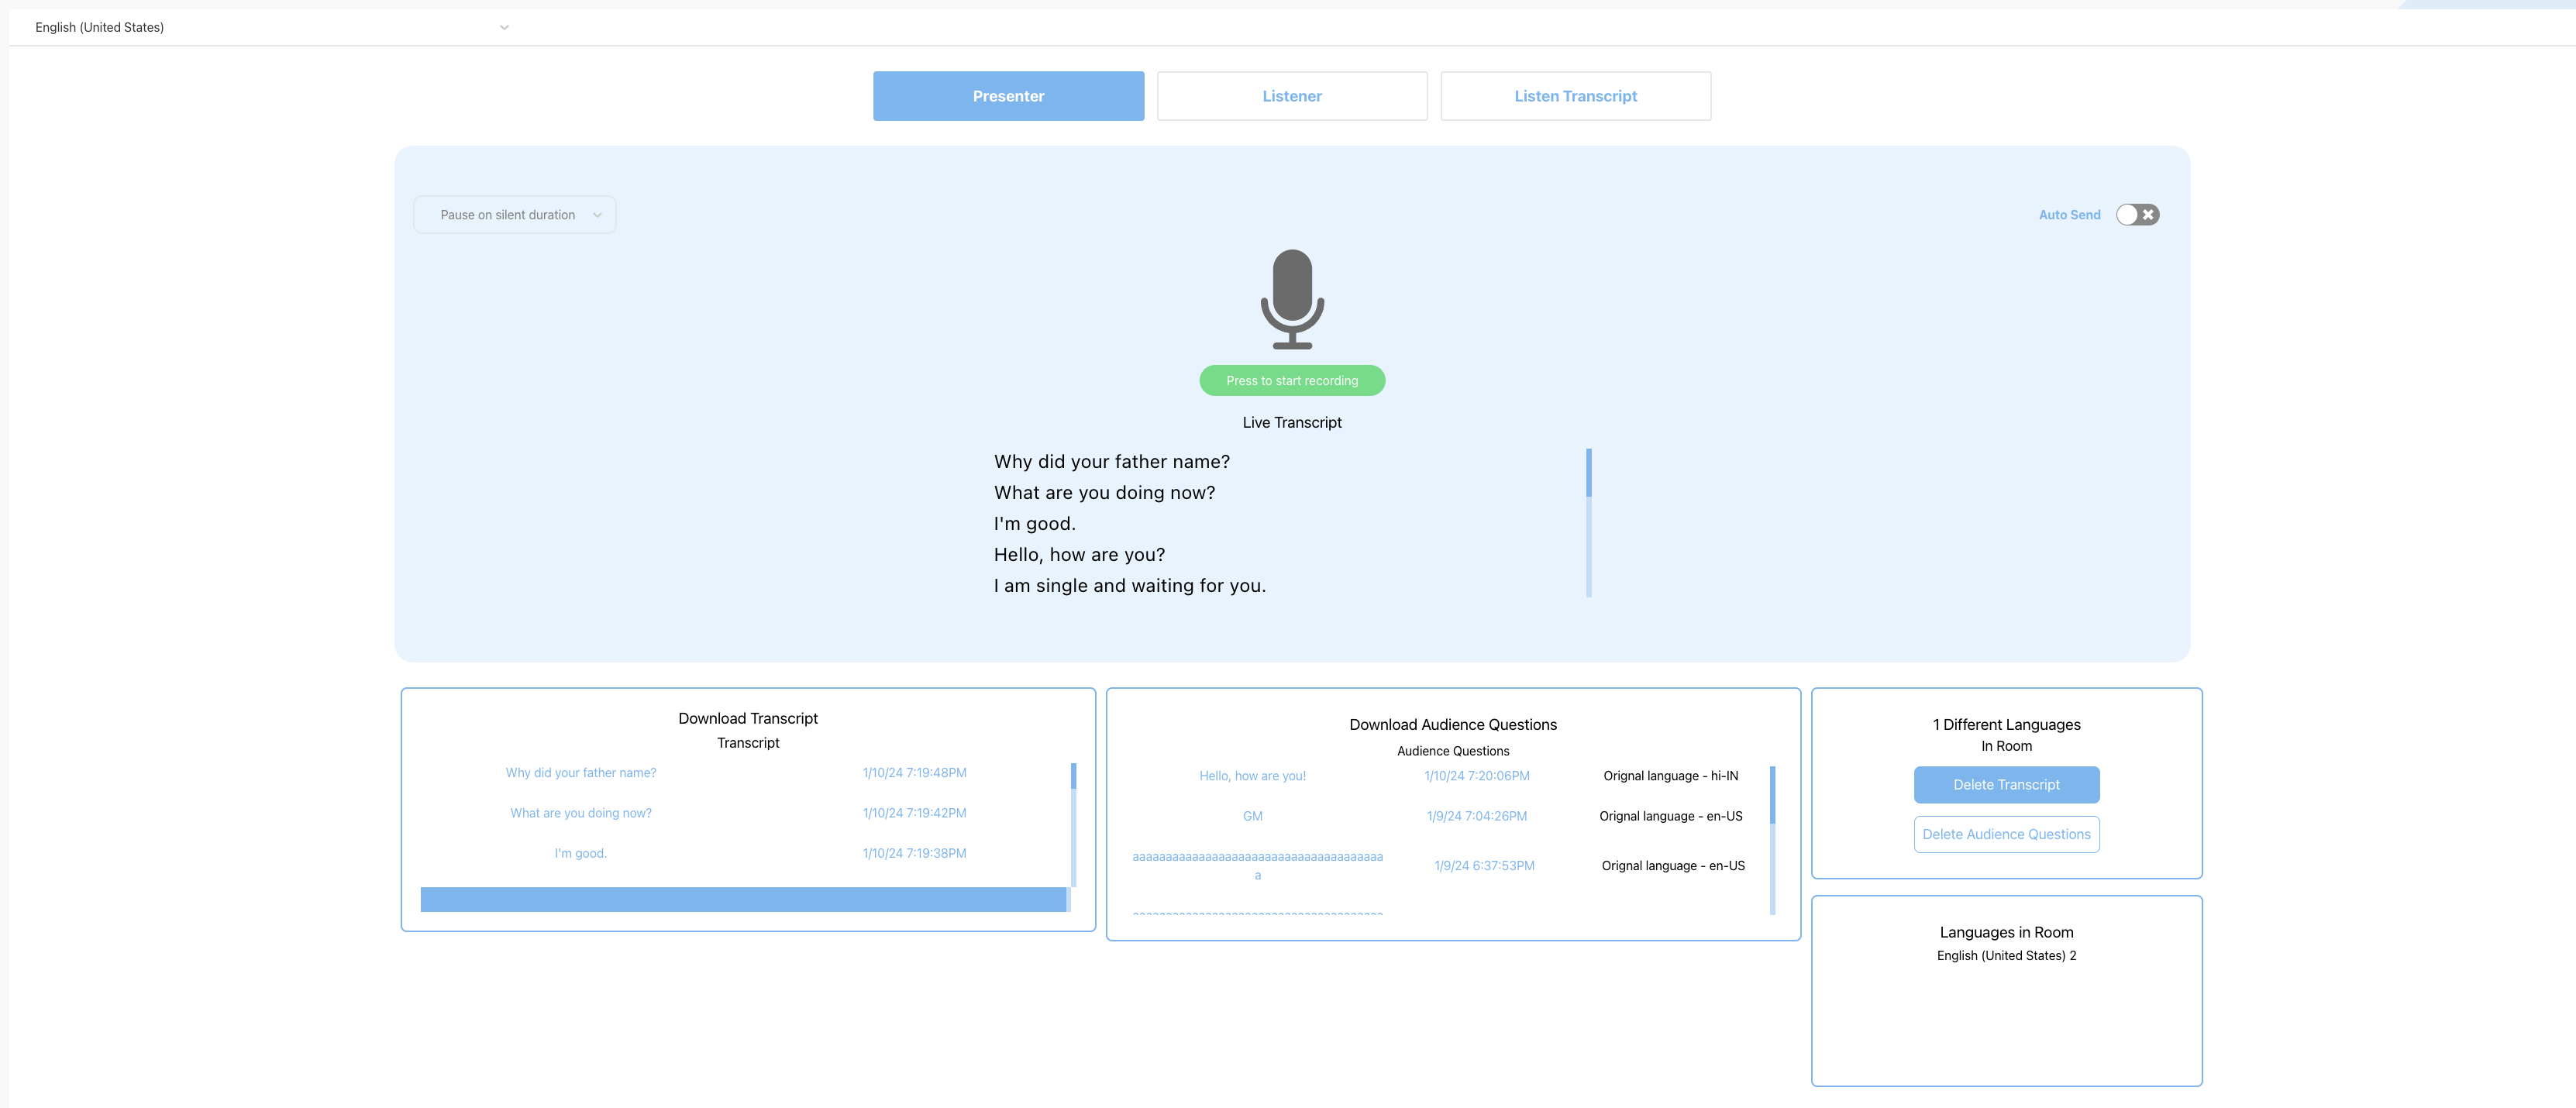 English (United States)
Presenter
Listener
Listen Transcript
Pause on silent duration
Auto Send
Press to start recording
Live Transcript
Why did your father name?
What are you doing now?
I'm good.
Hello, how are you?
I am single and waiting for you.
Download Transcript
Transcript
Why did your father name? 1/10/24 7:19:48PM
What are you doing now? 1/10/24 7:19:42PM
I'm good. 1/10/24 7:19:38PM
Download Audience Questions
Audience Questions
Hello, how are you! 1/10/24 7:20:06PM Orignal language - hi-IN
GM 1/9/24 7:04:26PM Orignal language - en-US
aaaaaaaaaaaaaaaaaaaaaaaaaaaaaaaaaaaaaa
a
1/9/24 6:37:53PM Orignal language - en-US
1 Different Languages
In Room
Delete Transcript
Delete Audience Questions
Languages in Room
English (United States) 2